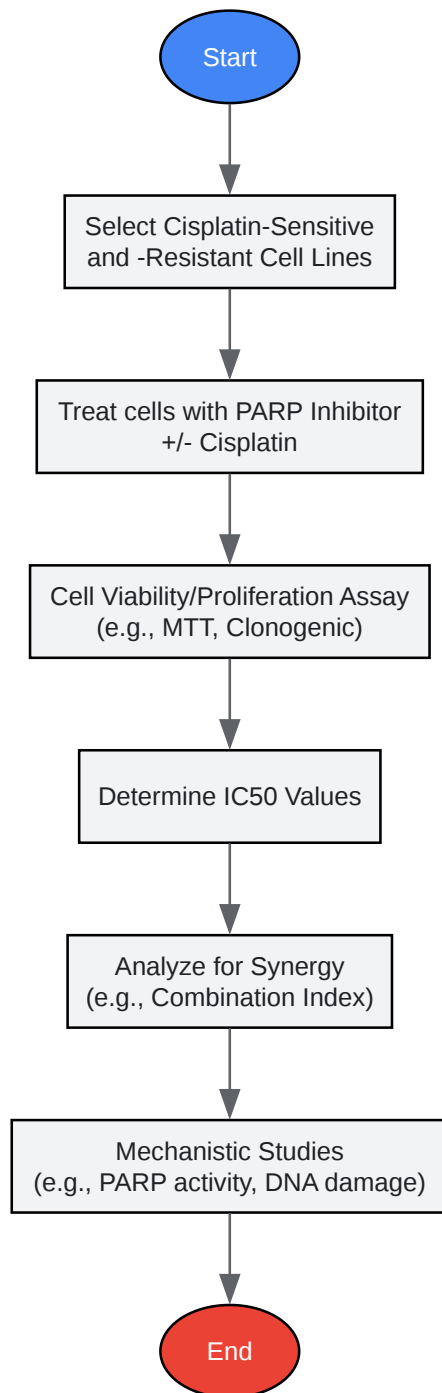 Start
Select Cisplatin-Sensitive
and -Resistant Cell Lines
Treat cells with PARP Inhibitor
+/- Cisplatin
Cell Viability/Proliferation Assay
(e.g., MTT, Clonogenic)
Determine IC50 Values
Analyze for Synergy
(e.g., Combination Index)
Mechanistic Studies
(e.g., PARP activity, DNA damage)
End